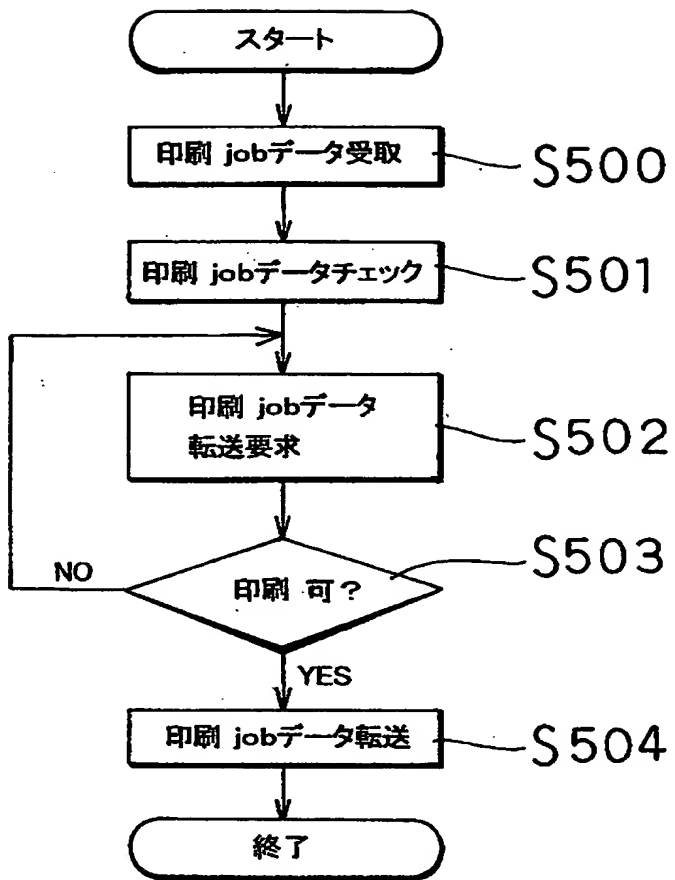 スタート
印刷 jobデータ受取
S500
印刷 jobデータチェック
S501
印刷 jobデータ
転送要求
S502
印刷 可?
S503
NO
YES
印刷 jobデータ転送
S504
終了